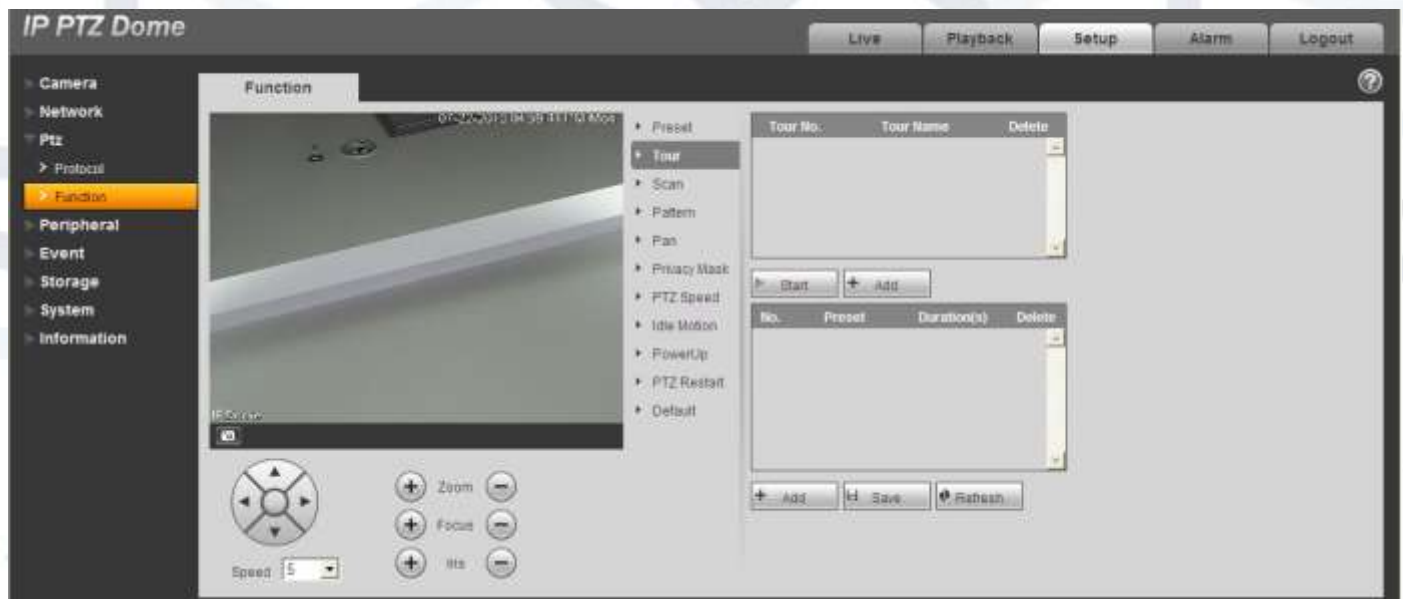 IP PTZ Dome
Live
Playback
Setup
Alarm
Logout
Camera
Network
Ptz
Protocol
Function
Peripheral
Event
Storage
System
Information
Function
IP Dome
Speed 5
Zoom
Focus
Iris
Preset
Tour
Scan
Pattern
Pan
Privacy Mask
PTZ Speed
Idle Motion
PowerUp
PTZ Restart
Default
Tour No. Tour Name Delete
Start
Add
No. Preset Duration(s) Delete
Add
Save
Refresh